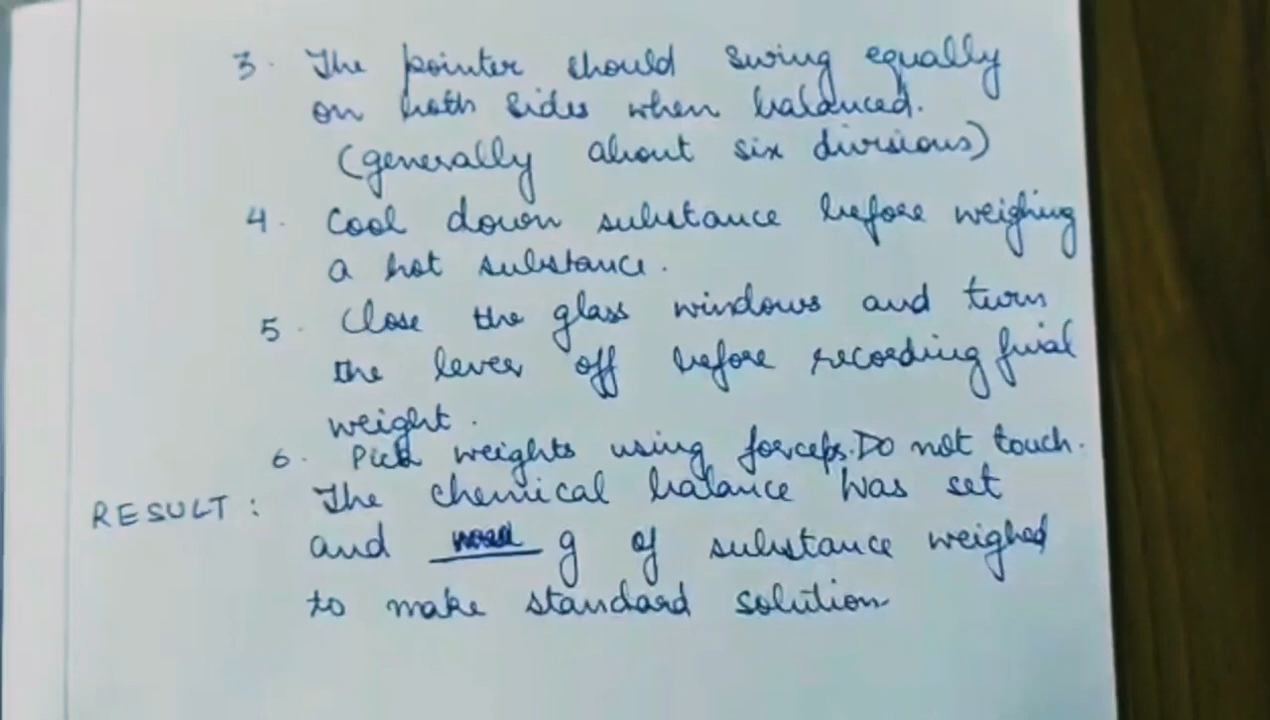 3. The pointer should swing equally
on both sides when balanced.
(generally about six divisions)
4. Cool down substance before weighing
a hot substance.
5. Close the glass windows and turn
the lever off before recording final
weight.
6. Pick weights using forceps. Do not touch.
RESULT: The chemical balance was set
and g of substance weighed
to make standard solution